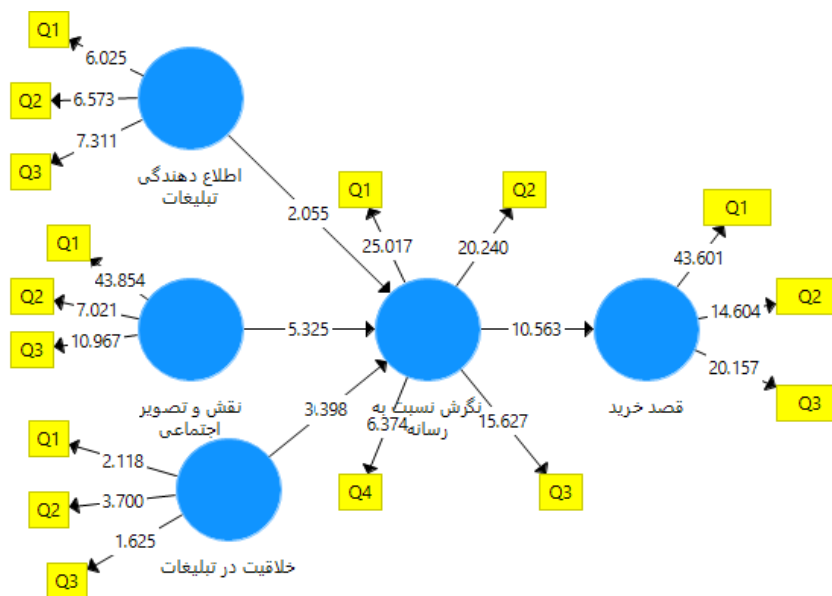 Q1
6.025
Q2
6.573
7.311
Q3
اطلاع دهندگی
تبلیغات
2.055
Q1
Q2
25.017
20.240
Q1
43.601
Q1
43.854
Q2
7.021
Q3
10.967
5.325
10.563
14.604
Q2
20.157
Q3
نقش و تصویر
اجتماعی
3.398
نگرش نسبت به
رسانه
6.374
15.627
قصد خرید
Q1
2.118
Q2
3.700
1.625
Q3
Q4
Q3
خلاقیت در تبلیغات